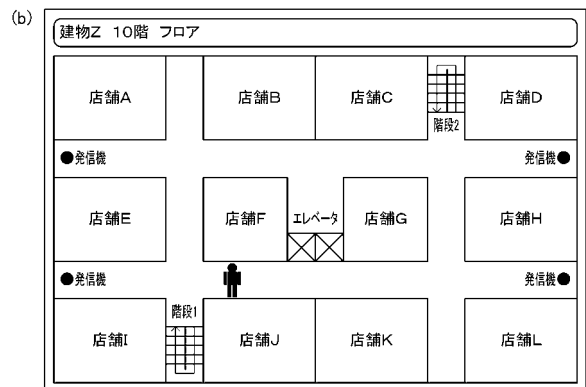 (b)
建物Z 10階 フロア
店舗A
店舗B
店舗C
階段2
店舗D
●発信機
発信機●
店舗E
店舗F
エレベータ
店舗G
店舗H
●発信機
発信機●
店舗I
階段1
店舗J
店舗K
店舗L